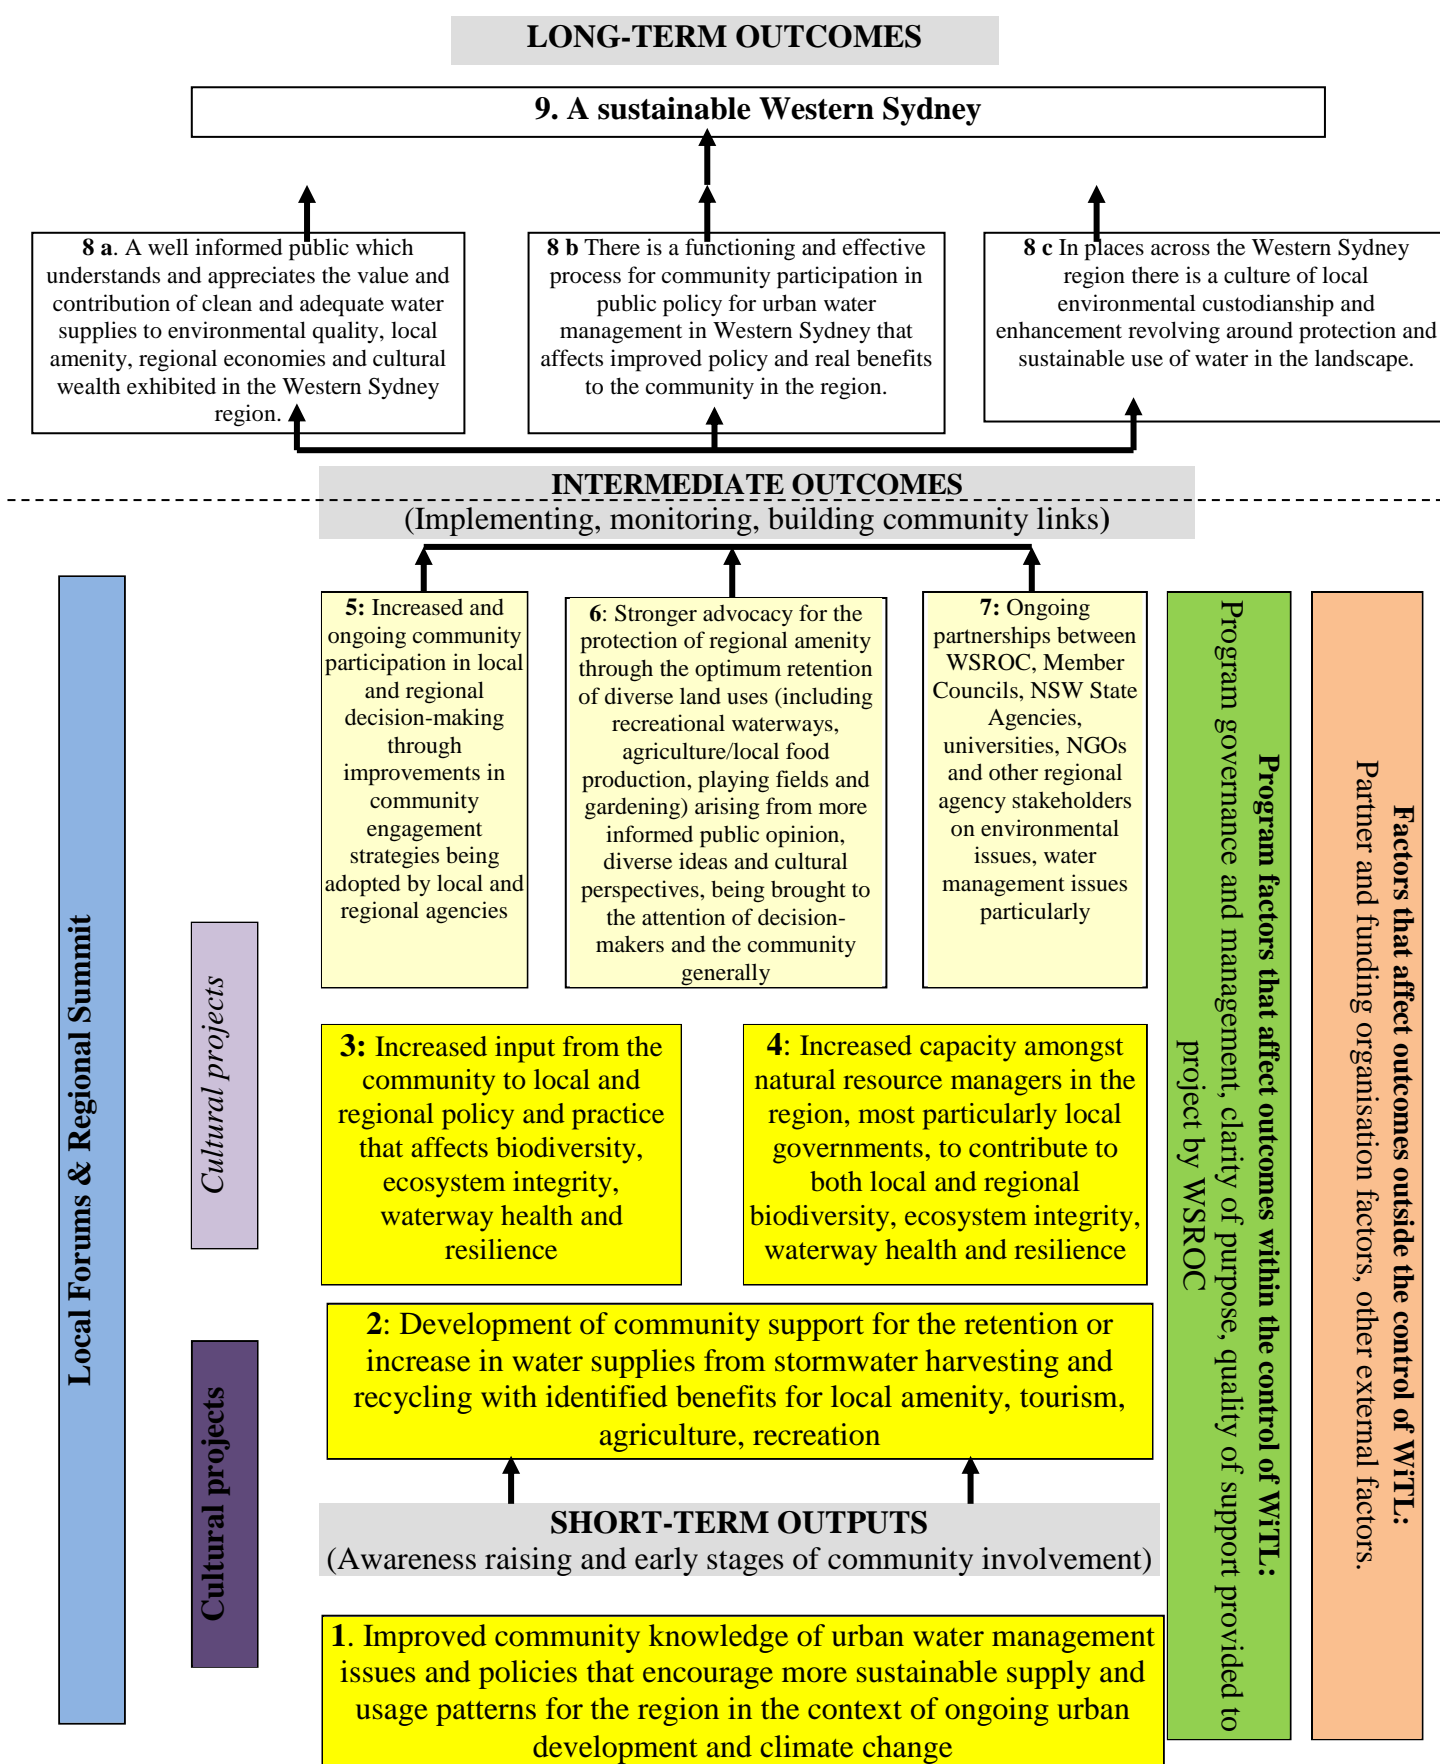 LONG-TERM OUTCOMES
9. A sustainable Western Sydney
8 a. A well informed public which
understands and appreciates the value and
contribution of clean and adequate water
supplies to environmental quality, local
amenity, regional economies and cultural
wealth exhibited in the Western Sydney
region.
8 b There is a functioning and effective
process for community participation in
public policy for urban water
management in Western Sydney that
affects improved policy and real benefits
to the community in the region.
8 c In places across the Western Sydney
region there is a culture of local
environmental custodianship and
enhancement revolving around protection and
sustainable use of water in the landscape.
INTERMEDIATE OUTCOMES
(Implementing, monitoring, building community links)
Local Forums & Regional Summit
Cultural projects
Cultural projects
5: Increased and
ongoing community
participation in local
and regional
decision-making
through
improvements in
community
engagement
strategies being
adopted by local and
regional agencies
6: Stronger advocacy for the
protection of regional amenity
through the optimum retention
of diverse land uses (including
recreational waterways,
agriculture/local food
production, playing fields and
gardening) arising from more
informed public opinion,
diverse ideas and cultural
perspectives, being brought to
the attention of decision-
makers and the community
generally
7: Ongoing
partnerships between
WSROC, Member
Councils, NSW State
Agencies,
universities, NGOs
and other regional
agency stakeholders
on environmental
issues, water
management issues
particularly
3: Increased input from the
community to local and
regional policy and practice
that affects biodiversity,
ecosystem integrity,
waterway health and
resilience
4: Increased capacity amongst
natural resource managers in the
region, most particularly local
governments, to contribute to
both local and regional
biodiversity, ecosystem integrity,
waterway health and resilience
2: Development of community support for the retention or
increase in water supplies from stormwater harvesting and
recycling with identified benefits for local amenity, tourism,
agriculture, recreation
SHORT-TERM OUTPUTS
(Awareness raising and early stages of community involvement)
1. Improved community knowledge of urban water management
issues and policies that encourage more sustainable supply and
usage patterns for the region in the context of ongoing urban
development and climate change
Program factors that affect outcomes within the control of WiTL:
Program governance and management, clarity of purpose, quality of support provided to
project by WSROC
Factors that affect outcomes outside the control of WiTL:
Partner and funding organisation factors, other external factors.